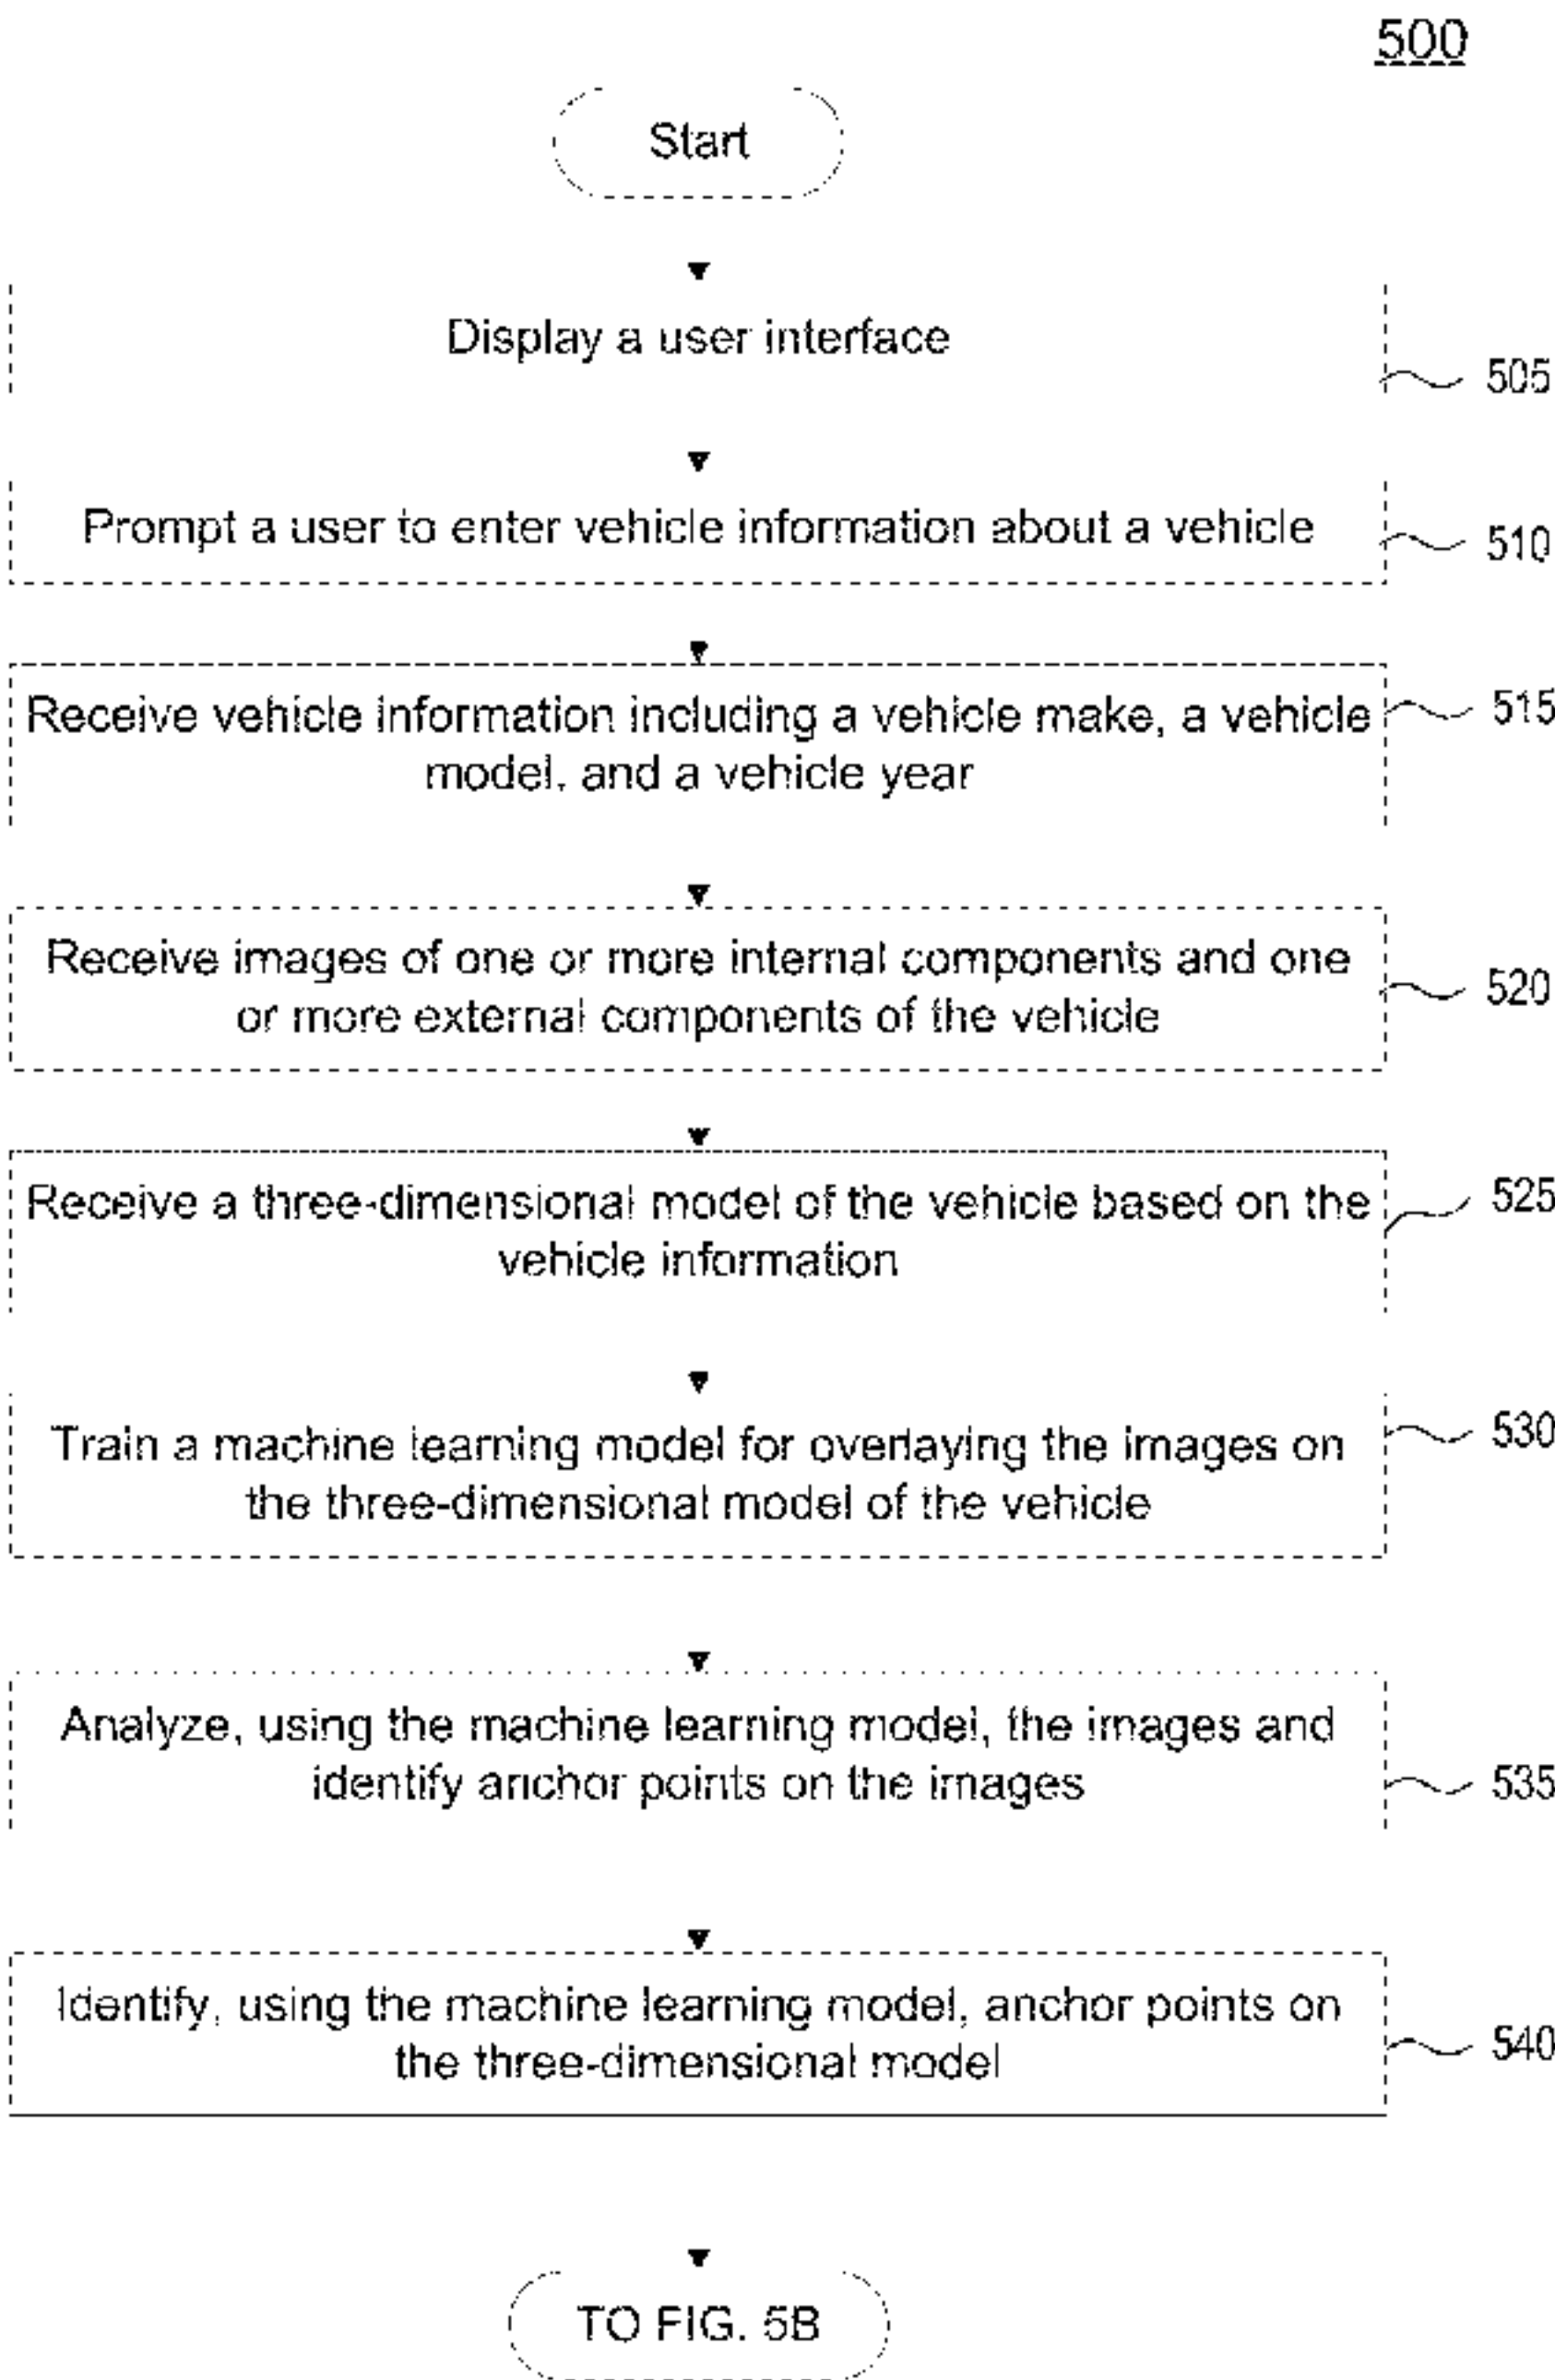 500
Start
Display a user interface
505
Prompt a user to enter vehicle information about a vehicle
510
Receive vehicle information including a vehicle make, a vehicle
model, and a vehicle year
515
Receive images of one or more internal components and one
or more external components of the vehicle
520
Receive a three-dimensional model of the vehicle based on the
vehicle information
525
Train a machine learning model for overlaying the images on
the three-dimensional model of the vehicle
530
Analyze, using the machine learning model, the images and
identify anchor points on the images
535
Identify, using the machine learning model, anchor points on
the three-dimensional model
540
TO FIG. 5B